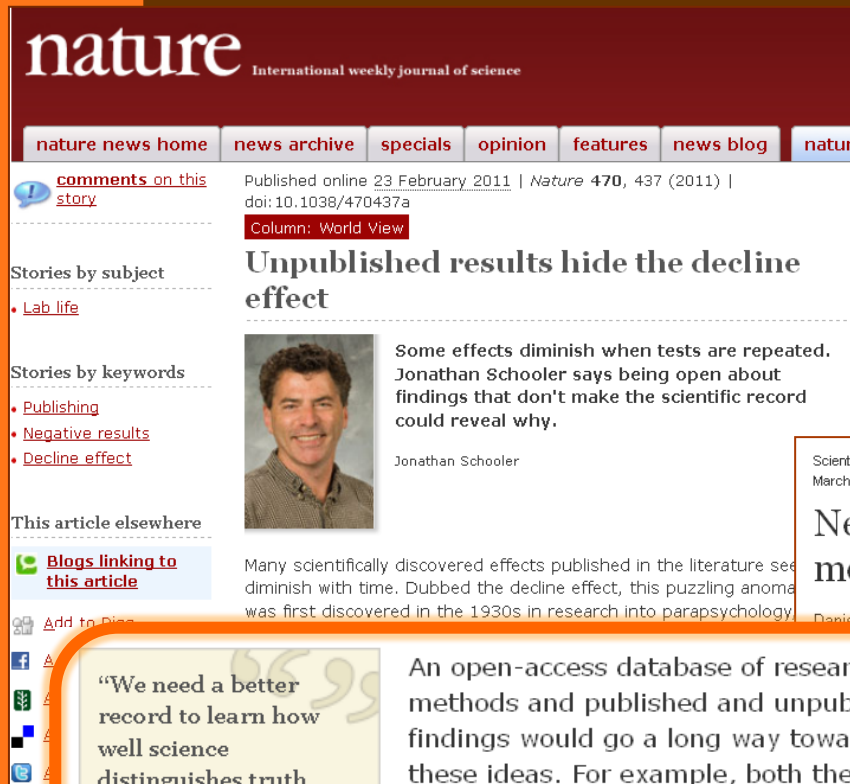 nature International weekly journal of science
nature news home news archive specials opinion features news blog
comments on this
story
Published online 23 February 2011 | Nature 470, 437 (2011) |
doi:10.1038/470437a
Column: World View
Unpublished results hide the decline
effect
Some effects diminish when tests are repeated.
Jonathan Schooler says being open about
findings that don't make the scientific record
could reveal why.
Jonathan Schooler
Many scientifically discovered effects published in the literature
diminish with time. Dubbed the decline effect, this puzzling
was first discovered in the 1930s in research into parapsychology
Stories by subject
• Lab life
Stories by keywords
• Publishing
• Negative results
• Decline effect
This article elsewhere
Blogs linking to
this article
Add to
“We need a better
record to learn how
well science
distinguishes truth
An open-access database of
methods and published and
findings would go a long way
these ideas. For example, both the